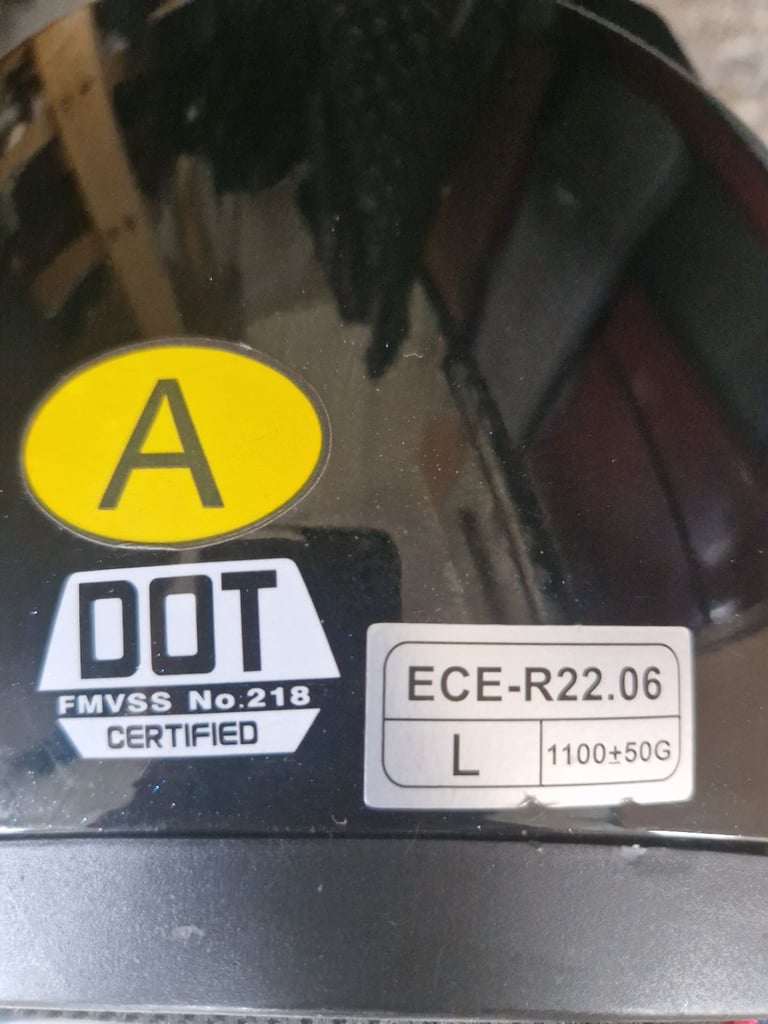 A
DOT
FMVSS No.218
CERTIFIED
ECE-R22.06
L
1100±50G